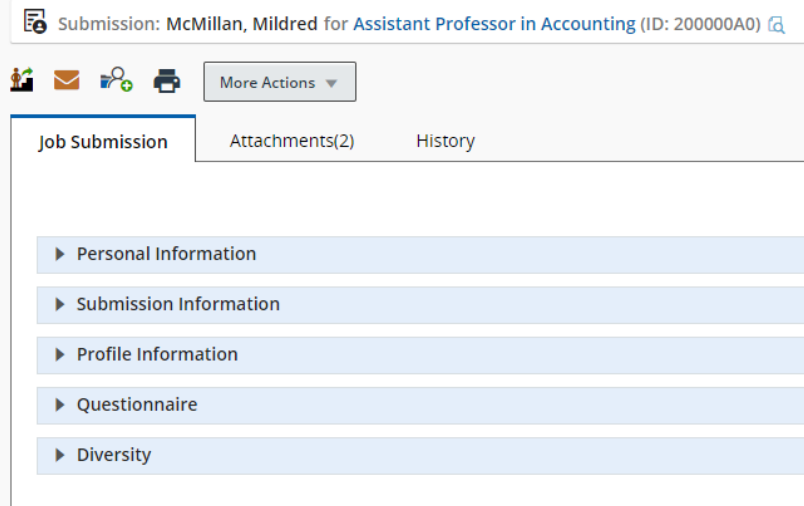 Submission: McMillan, Mildred for Assistant Professor in Accounting (ID: 200000A0)
More Actions
Job Submission Attachments(2) History
Personal Information
Submission Information
Profile Information
Questionnaire
Diversity